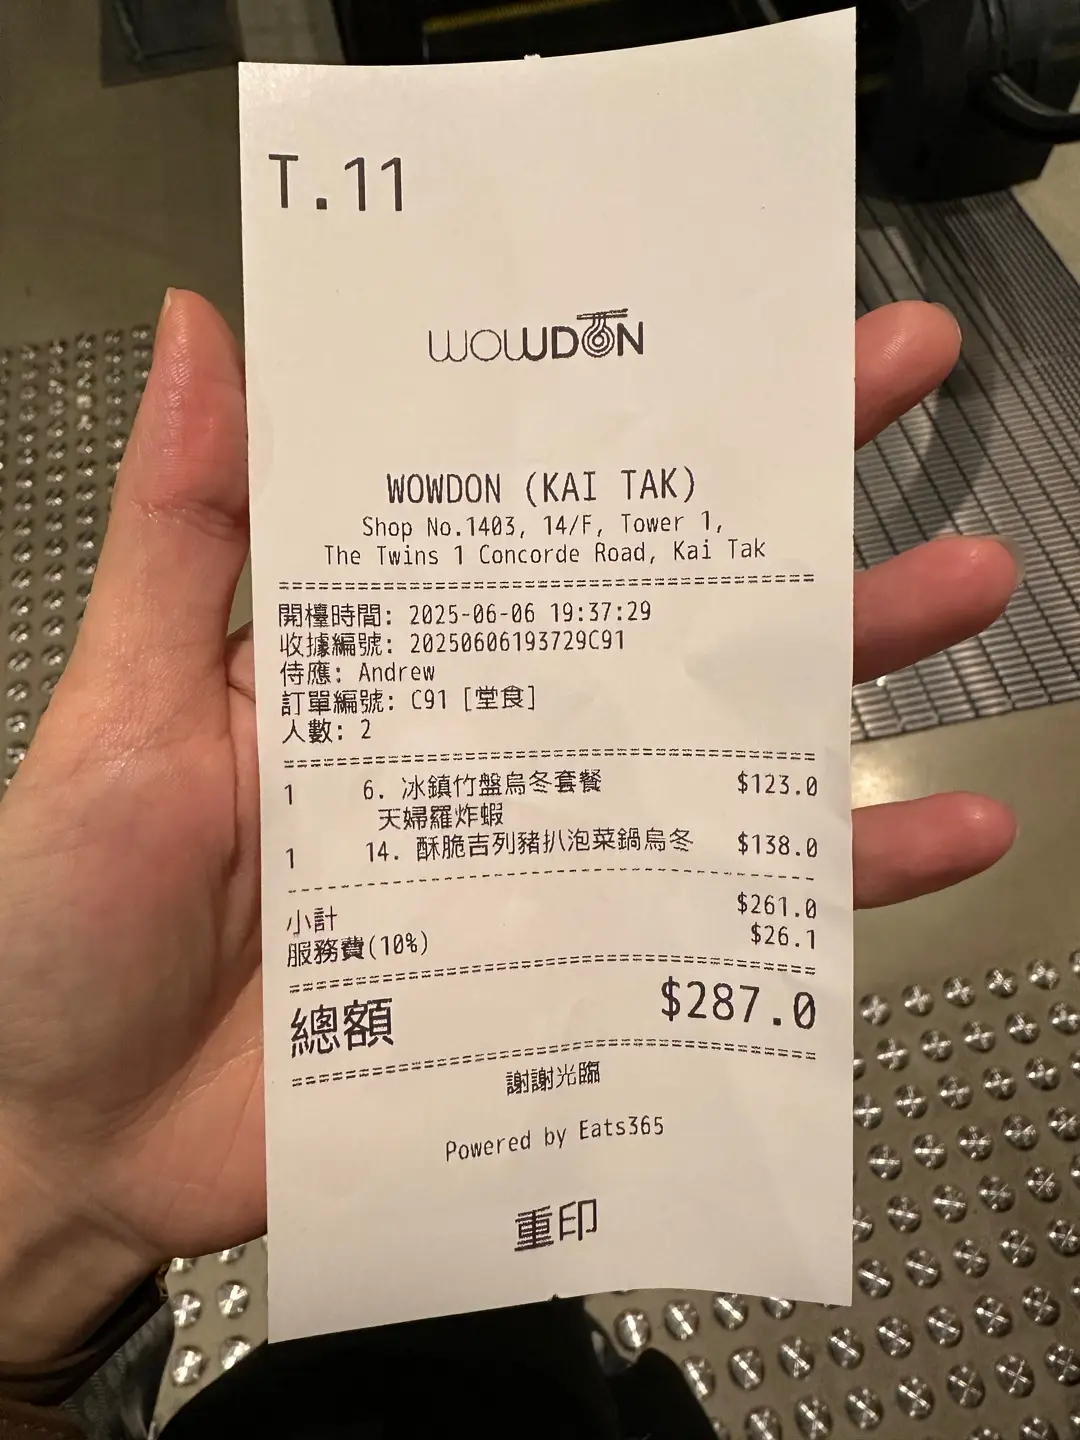 T.11
WOWDON
WOWDON (KAI TAK)
Shop No.1403, 14/F, Tower 1,
The Twins 1 Concorde Road, Kai Tak
開檯時間: 2025-06-06 19:37:29
收據編號: 20250606193729C91
侍應: Andrew
訂單編號: C91 [堂食]
人數: 2
1 6. 冰鎮竹盤烏冬套餐 $123.0
天婦羅炸蝦
1 14. 酥脆吉列豬扒泡菜鍋烏冬 $138.0
小計 $261.0
服務費(10%) $26.1
總額 $287.0
謝謝光臨
Powered by Eats365
重印